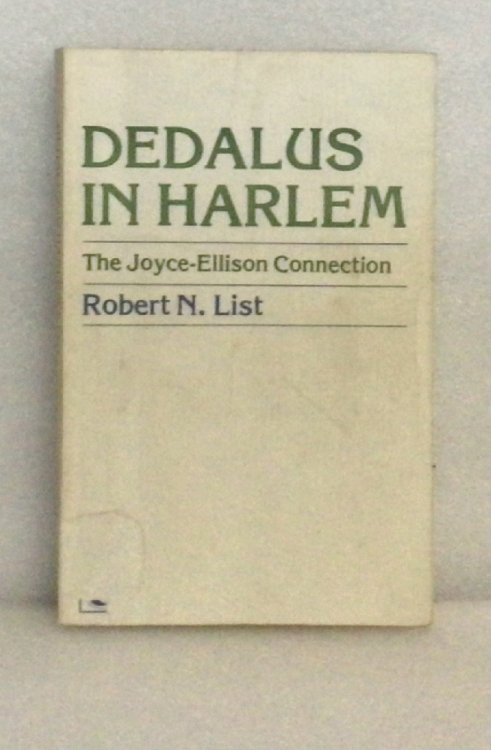 DEDALUS
IN HARLEM
The Joyce-Ellison Connection
Robert N. List